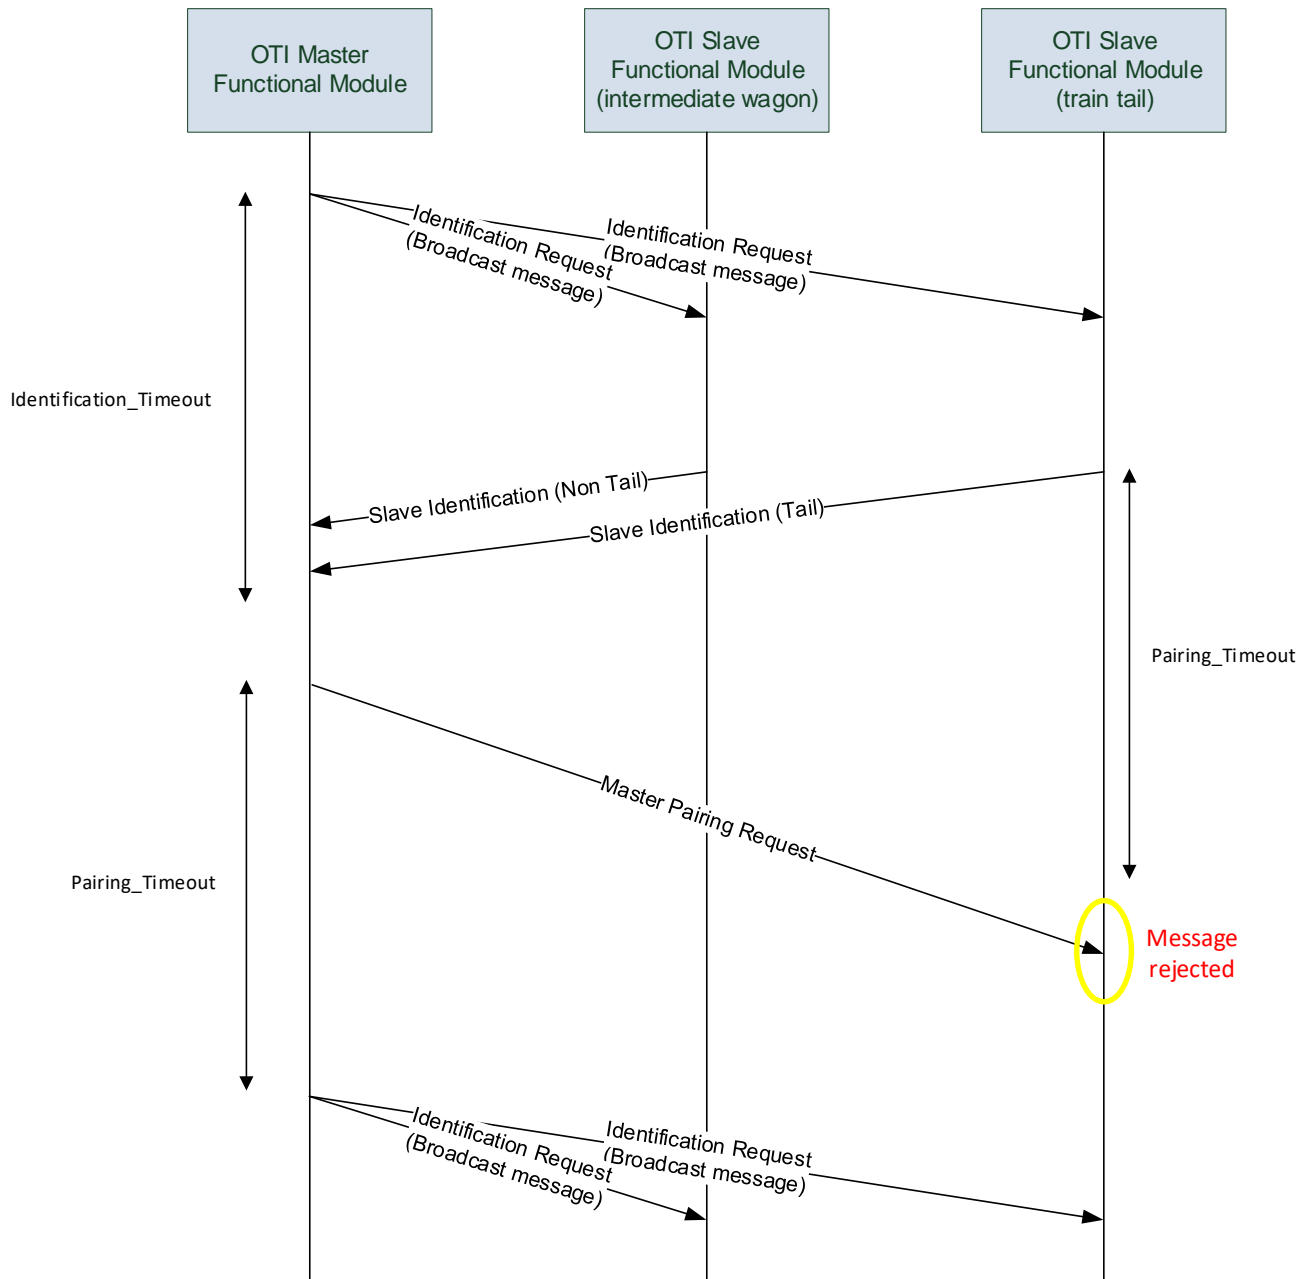 OTI Master
Functional Module
OTI Slave
Functional Module
(intermediate wagon)
OTI Slave
Functional Module
(train tail)
Identification Request
(Broadcast message)
Identification Request
(Broadcast message)
Identification_Timeout
Slave Identification (Non Tail)
Slave Identification (Tail)
Pairing_Timeout
Master Pairing Request
Pairing_Timeout
Message
rejected
Identification Request
(Broadcast message)
Identification Request
(Broadcast message)